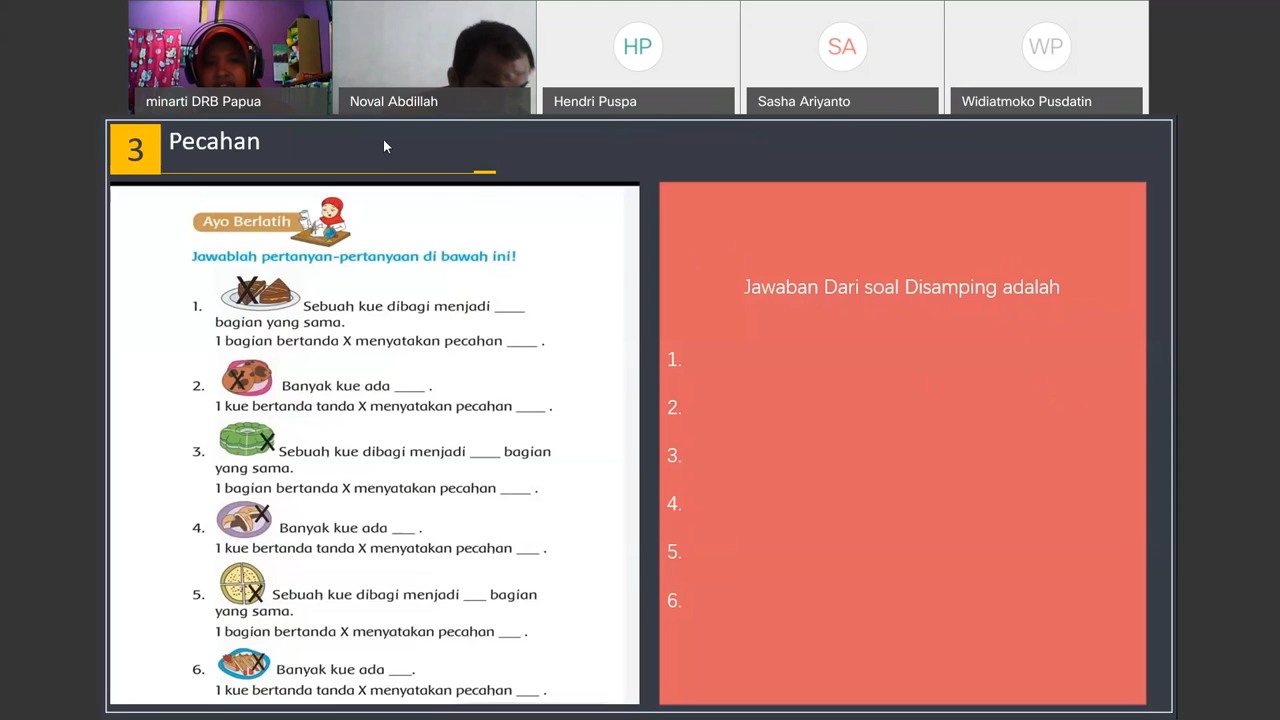 HP
SA
WP
minarti DRB Papua
Noval Abdillah
Hendri Puspa
Sasha Ariyanto
Widiatmoko Pusdatin
3
Pecahan
Ayo Berlatih
Jawablah pertanyan-pertanyaan di bawah ini!
1. X Sebuah kue dibagi menjadi ____
bagian yang sama.
1 bagian bertanda X menyatakan pecahan ____ .
2. X Banyak kue ada ____ .
1 kue bertanda tanda X menyatakan pecahan ____ .
3. X Sebuah kue dibagi menjadi ____ bagian
yang sama.
1 bagian bertanda X menyatakan pecahan ____ .
4. X Banyak kue ada ___ .
1 kue bertanda tanda X menyatakan pecahan ___ .
5. X Sebuah kue dibagi menjadi ___ bagian
yang sama.
1 bagian bertanda X menyatakan pecahan ___ .
6. X Banyak kue ada ___.
1 kue bertanda tanda X menyatakan pecahan ___ .
Jawaban Dari soal Disamping adalah
1.
2.
3.
4.
5.
6.